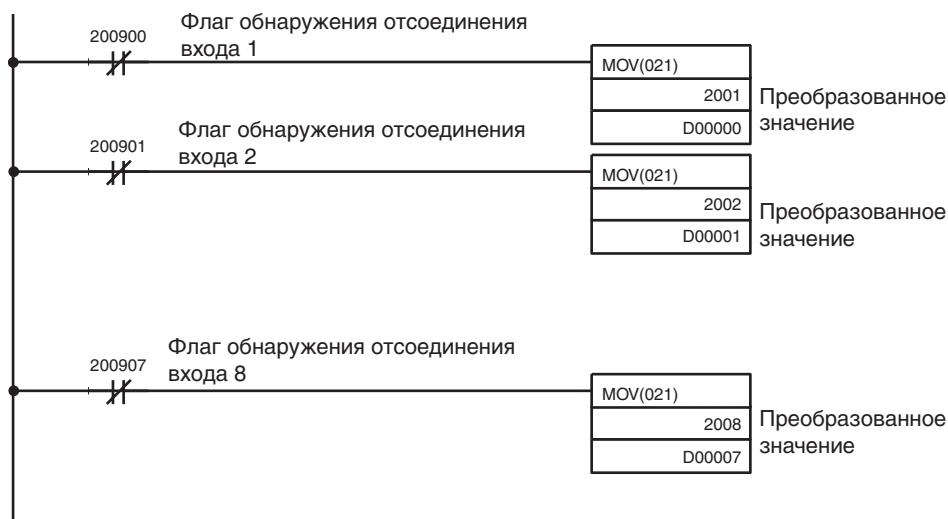 Флаг обнаружения отсоединения
входа 1
200900
MOV(021)
2001
D00000
Преобразованное
значение
Флаг обнаружения отсоединения
входа 2
200901
MOV(021)
2002
D00001
Преобразованное
значение
Флаг обнаружения отсоединения
входа 8
200907
MOV(021)
2008
D00007
Преобразованное
значение